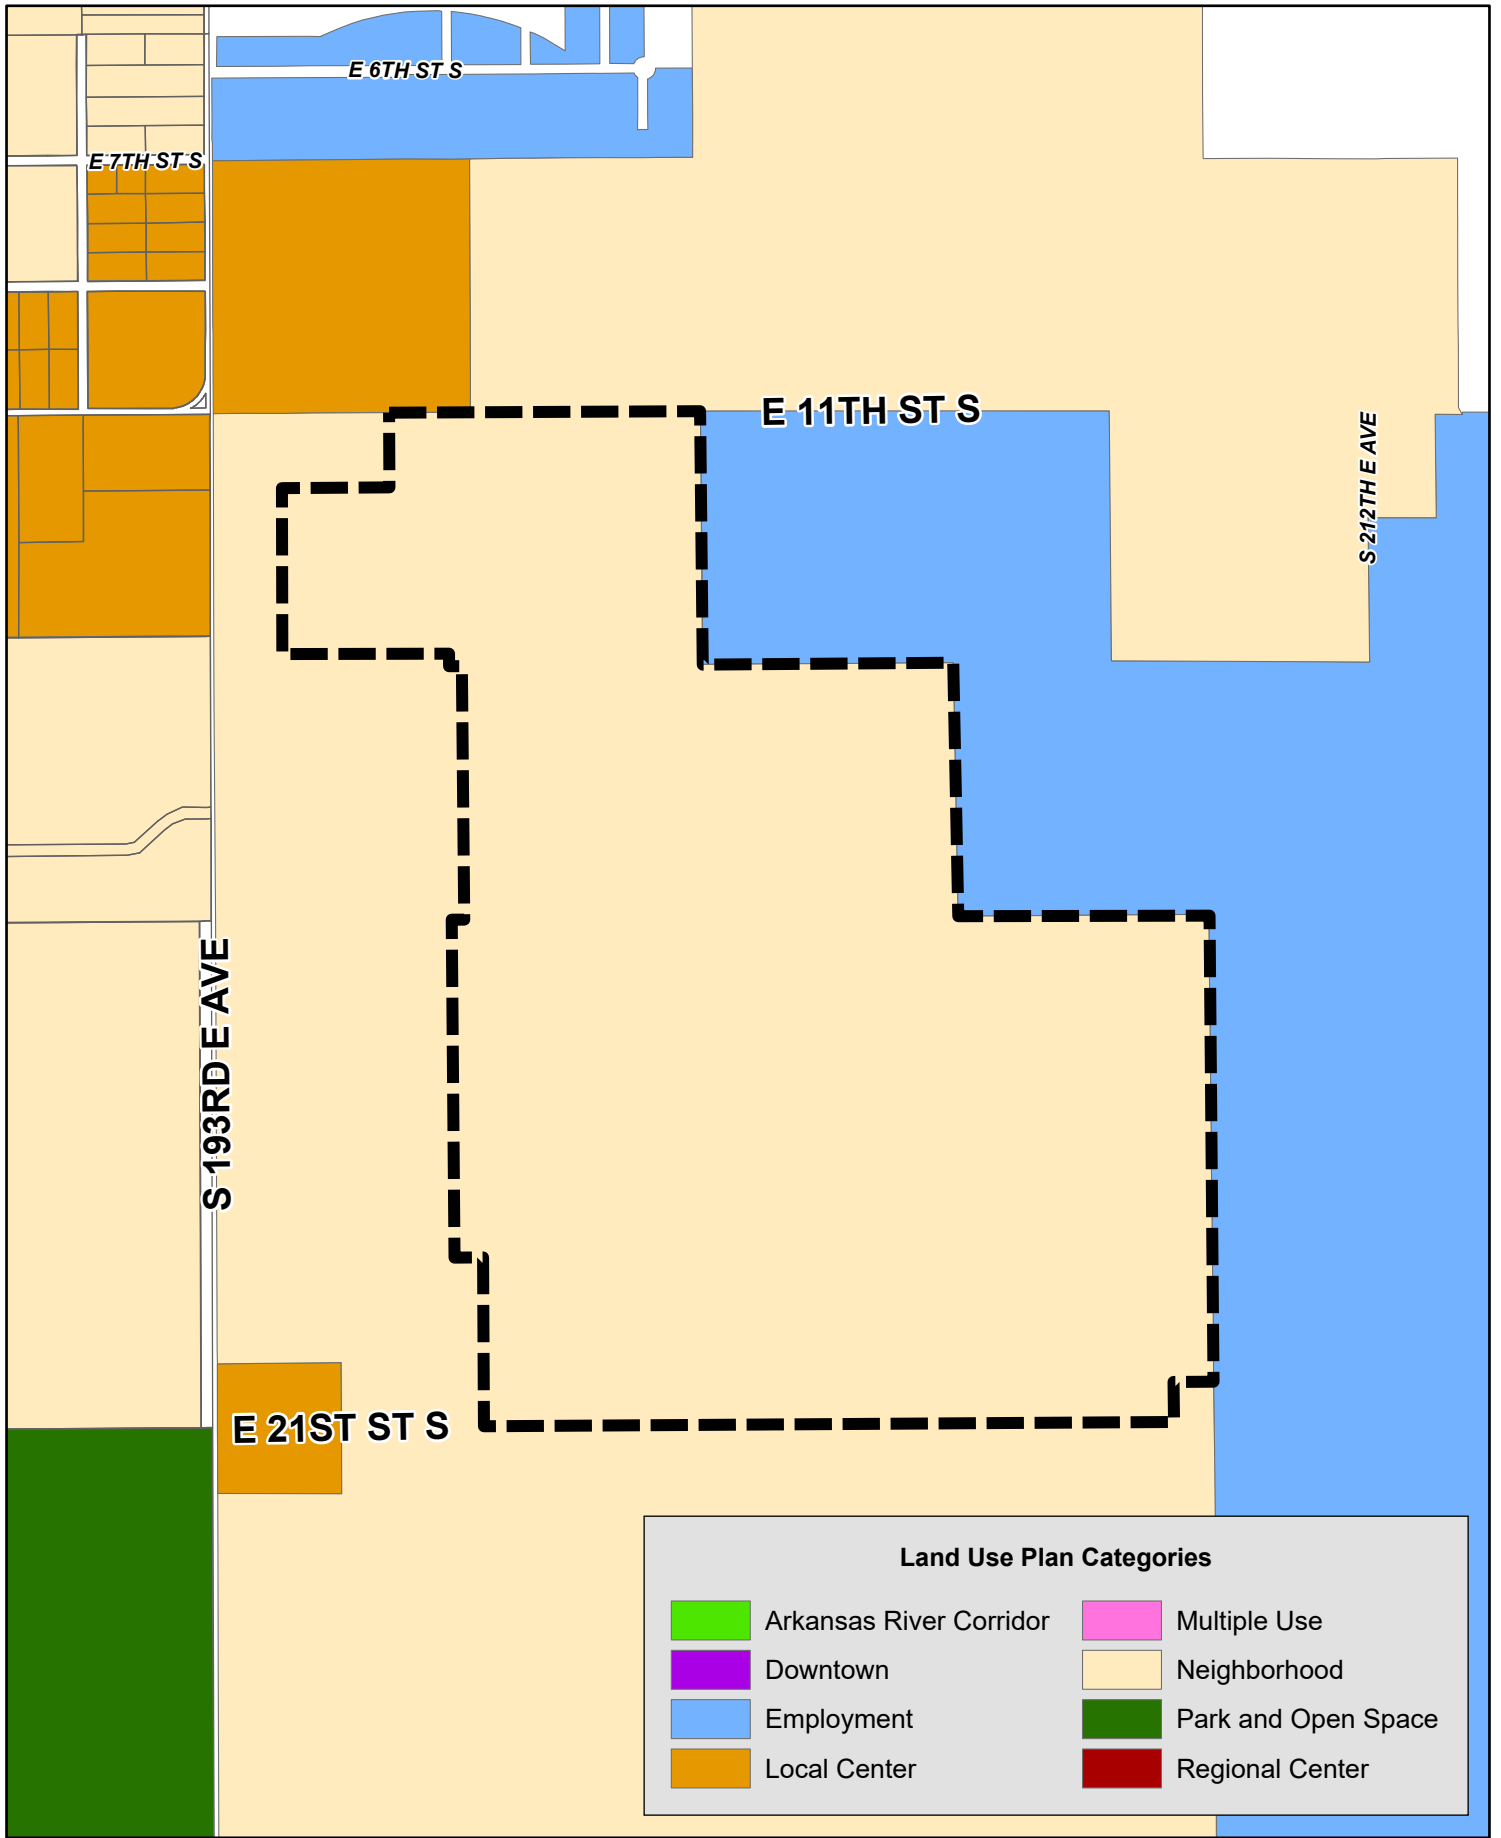 E 6TH ST S
E 7TH ST S
E 11TH ST S
S 212TH E AVE
S 193RD E AVE
E 21ST ST S
Land Use Plan Categories
Arkansas River Corridor
Downtown
Employment
Local Center
Multiple Use
Neighborhood
Park and Open Space
Regional Center